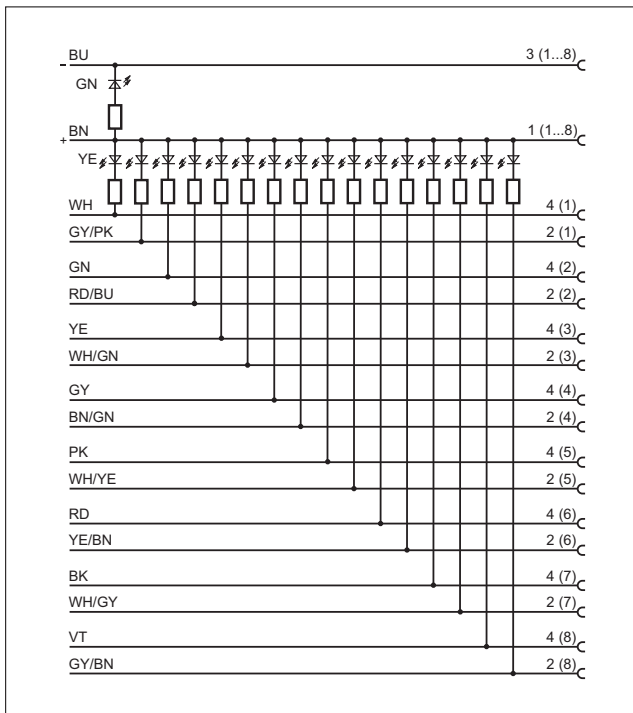 BU 3 (1...8)
-
GN
BN 1 (1...8)
+
YE
WH 4 (1)
GY/PK 2 (1)
GN 4 (2)
RD/BU 2 (2)
YE 4 (3)
WH/GN 2 (3)
GY 4 (4)
BN/GN 2 (4)
PK 4 (5)
WH/YE 2 (5)
RD 4 (6)
YE/BN 2 (6)
BK 4 (7)
WH/GY 2 (7)
VT 4 (8)
GY/BN 2 (8)